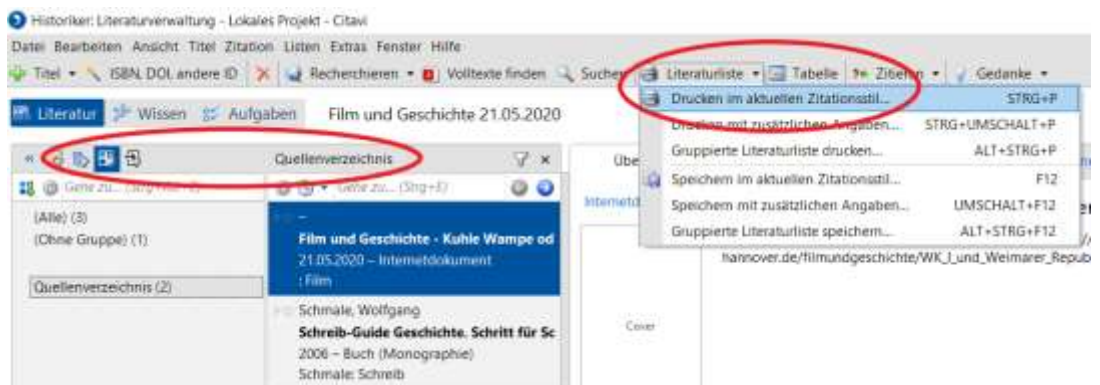 Historiker: Literaturverwaltung - Lokales Projekt - Citavi
Datei Bearbeiten Ansicht Titel Zitation Listen Extras Fenster Hilfe
Titel ISBN, DOI, andere ID Recherchieren Volltexte finden Suchen Literaturliste Tabelle Zitieren Gedanke
Literatur Wissen Aufgaben Film und Geschichte 21.05.2020
Drucken im aktuellen Zitationsstil... STRG+P
Drucken mit zusätzlichen Angaben... STRG+UMSCHALT+P
Gruppierte Literaturliste drucken... ALT+STRG+P
Speichern im aktuellen Zitationsstil... F12
Speichern mit zusätzlichen Angaben... UMSCHALT+F12
Gruppierte Literaturliste speichern... ALT+STRG+F12
Quellenverzeichnis
Übe
Gehe zu... (Strg+E)
Internetd
(Alle) (3)
(Ohne Gruppe) (1)
Quellenverzeichnis (2)
–
Film und Geschichte - Kuhle Wampe od
21.05.2020 – Internetdokument
: Film
hannover.de/filmundgeschichte/WK_I_und_Weimarer_Repub
Schmale, Wolfgang
Schreib-Guide Geschichte. Schritt für Sc
2006 – Buch (Monographie)
Schmale: Schreib
Cover